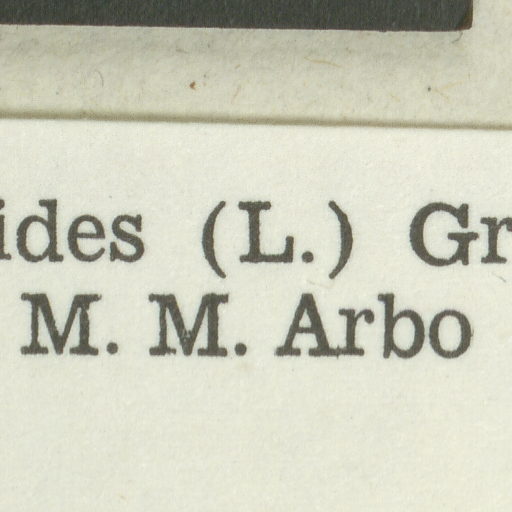 ides (L.) Gr
M. M. Arbo